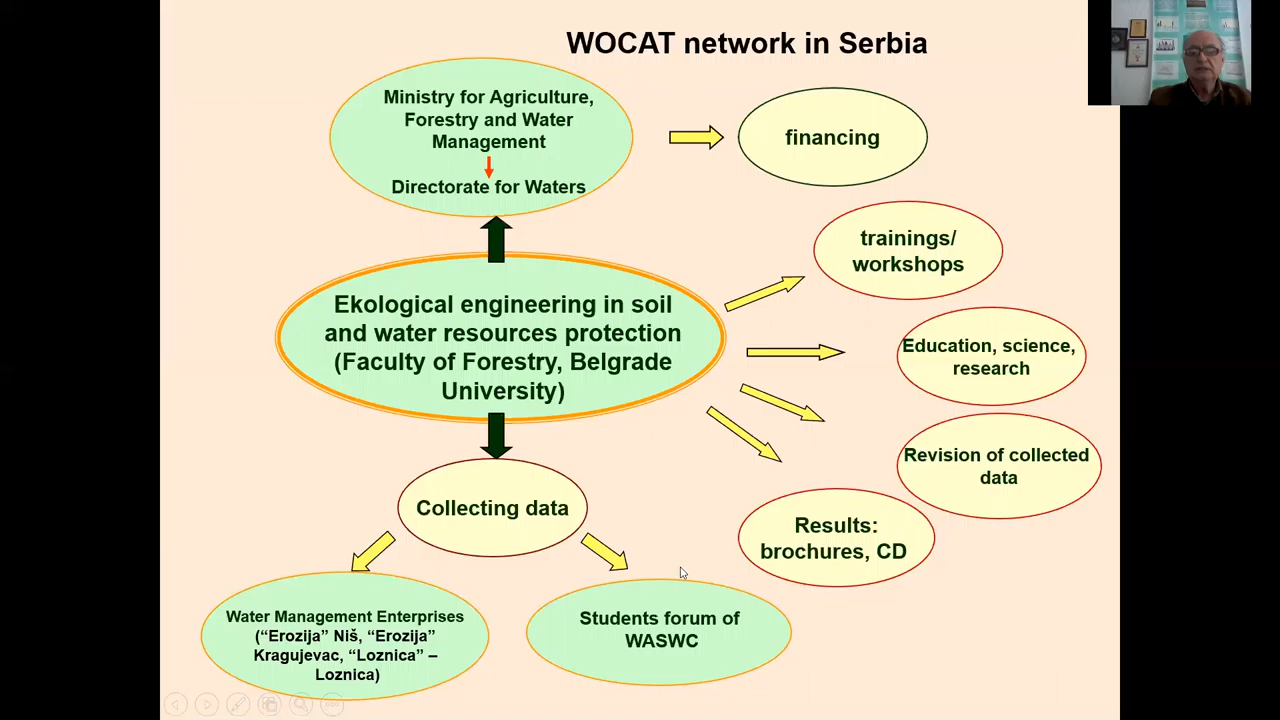 WOCAT network in Serbia
Ministry for Agriculture,
Forestry and Water
Management
Directorate for Waters
financing
trainings/
workshops
Ekological engineering in soil
and water resources protection
(Faculty of Forestry, Belgrade
University)
Education, science,
research
Revision of collected
data
Collecting data
Results:
brochures, CD
Water Management Enterprises
(“Erozija” Niš, “Erozija”
Kragujevac, “Loznica” –
Loznica)
Students forum of
WASWC